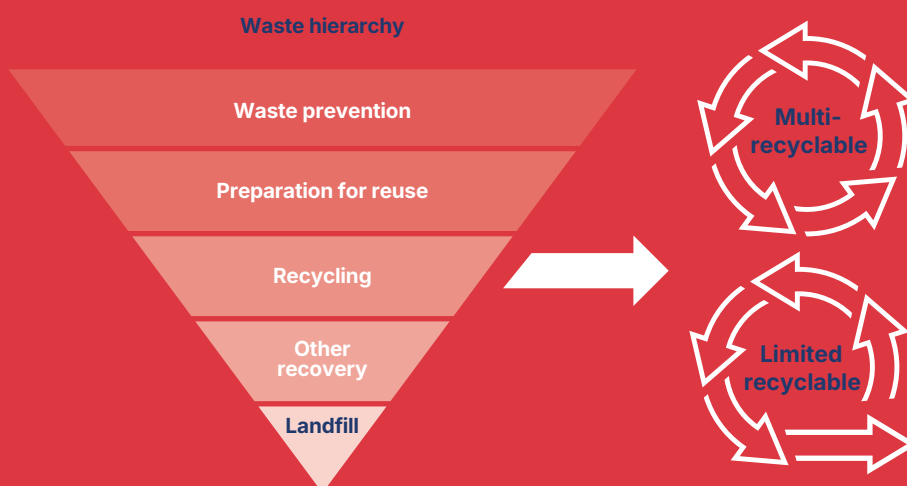 Waste hierarchy
Waste prevention
Preparation for reuse
Recycling
Other
recovery
Landfill
Multi-
recyclable
Limited
recyclable